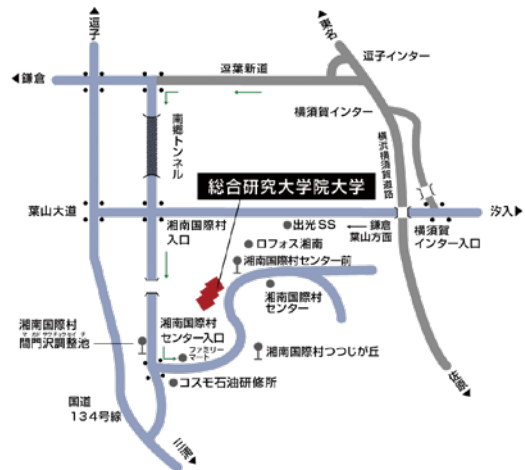 ▲逗子
▲東名
逗子インター
◀鎌倉
逗葉新道
横須賀インター
南郷トンネル
横浜横須賀道路
総合研究大学院大学
葉山大道
汐入▶
湘南国際村
入口
出光SS
鎌倉
葉山方面
横須賀
インター入口
ロフォス湘南
湘南国際村センター前
湘南国際村
センター
湘南国際村
センター入口
湘南国際村
間門沢調整池
ファミリー
マート
湘南国際村つつじが丘
コスモ石油研修所
佐原▶
国道
134号線
三崎▶